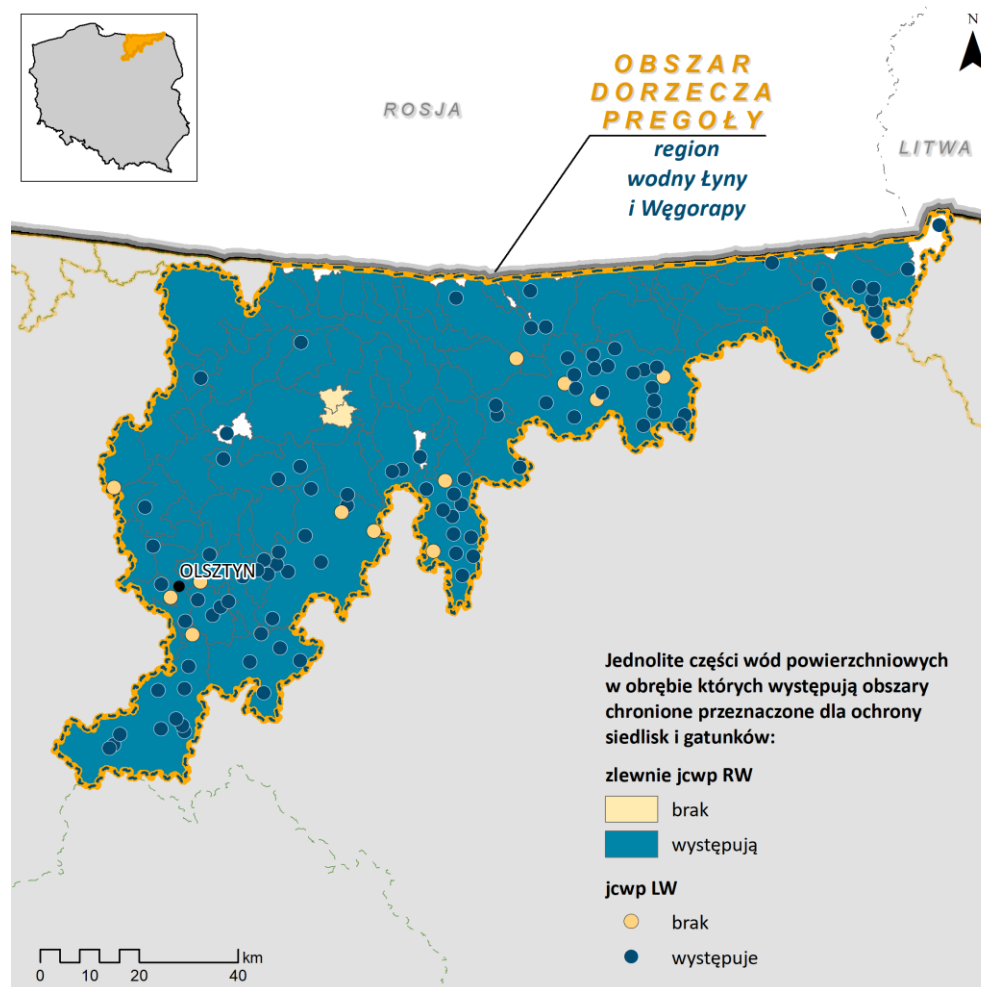 N
OBSZAR
DORZECZA
PREGOŁY
region
wodny Łyny
i Węgorapy
ROSJA
LITWA
OLSZTYN
Jednolite części wód powierzchniowych
w obrębie których występują obszary
chronione przeznaczone dla ochrony
siedlisk i gatunków:
zlewnie jcwp RW
brak
występują
jcwp LW
brak
występuje
km
0 10 20 40